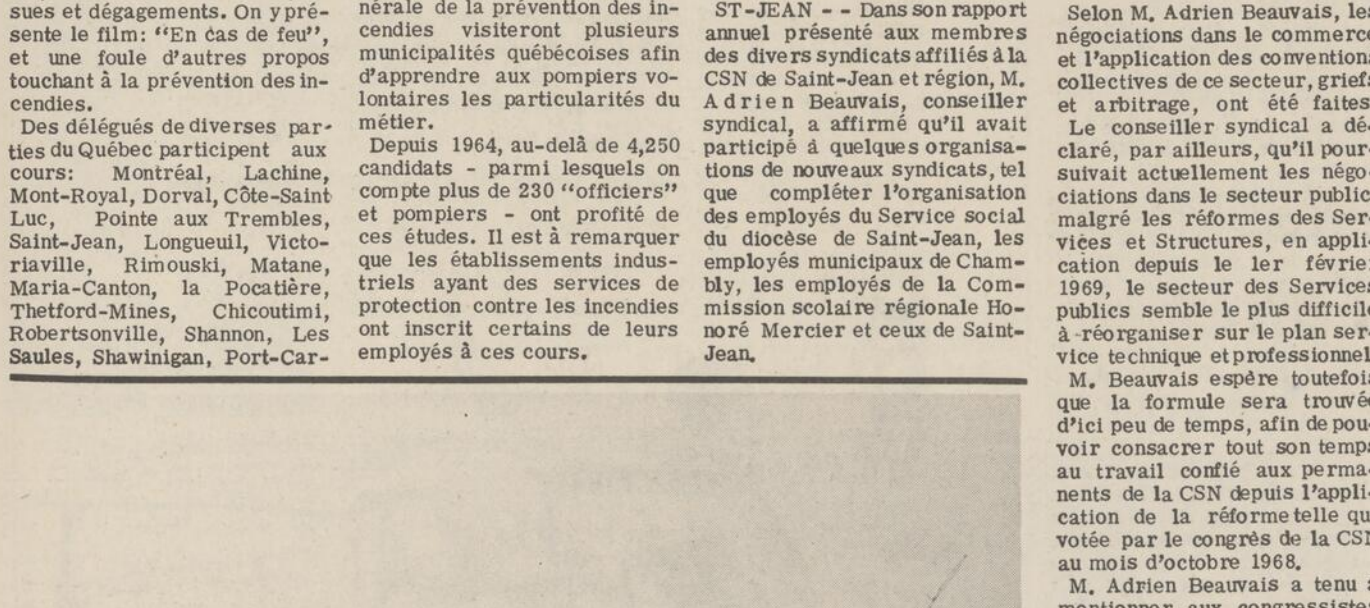 sues et dégagements. On y pré-
sente le film: “En cas de feu”,
et une foule d'autres propos
touchant à la prévention des in-
cendies.
Des délégués de diverses par-
ties du Québec participent aux
cours: Montréal, Lachine,
Mont-Royal, Dorval, Côte-Saint
Luc, Pointe aux Trembles,
Saint-Jean, Longueuil, Victo-
riaville, Rimouski, Matane,
Maria-Canton, la Pocatière,
Thetford-Mines, Chicoutimi,
Robertsonville, Shannon, Les
Saules, Shawinigan, Port-Car-
nérale de la prévention des in-
cendies visiteront plusieurs
municipalités québécoises afin
d'apprendre aux pompiers vo-
lontaires les particularités du
métier.
Depuis 1964, au-delà de 4,250
candidats - parmi lesquels on
compte plus de 230 “officiers”
et pompiers - ont profité de
ces études. Il est à remarquer
que les établissements indus-
triels ayant des services de
protection contre les incendies
ont inscrit certains de leurs
employés à ces cours.
ST-JEAN - - Dans son rapport
annuel présenté aux membres
des divers syndicats affiliés à la
CSN de Saint-Jean et région, M.
Adrien Beauvais, conseiller
syndical, a affirmé qu'il avait
participé à quelques organisa-
tions de nouveaux syndicats, tel
que compléter l'organisation
des employés du Service social
du diocèse de Saint-Jean, les
employés municipaux de Cham-
bly, les employés de la Com-
mission scolaire régionale Ho-
noré Mercier et ceux de Saint-
Jean.
Selon M. Adrien Beauvais, les
négociations dans le commerce
et l'application des conventions
collectives de ce secteur, griefs
et arbitrage, ont été faites.
Le conseiller syndical a dé-
claré, par ailleurs, qu'il pour-
suivait actuellement les négo-
ciations dans le secteur public,
malgré les réformes des Ser-
vices et Structures, en appli-
cation depuis le 1er février
1969, le secteur des Services
publics semble le plus difficile
à réorganiser sur le plan ser-
vice technique et professionnel.
M. Beauvais espère toutefois
que la formule sera trouvée
d'ici peu de temps, afin de pou-
voir consacrer tout son temps
au travail confié aux perma-
nents de la CSN depuis l'appli-
cation de la réforme telle que
votée par le congrès de la CSN
au mois d'octobre 1968.
M. Adrien Beauvais a tenu à
mentionner aux congressistes